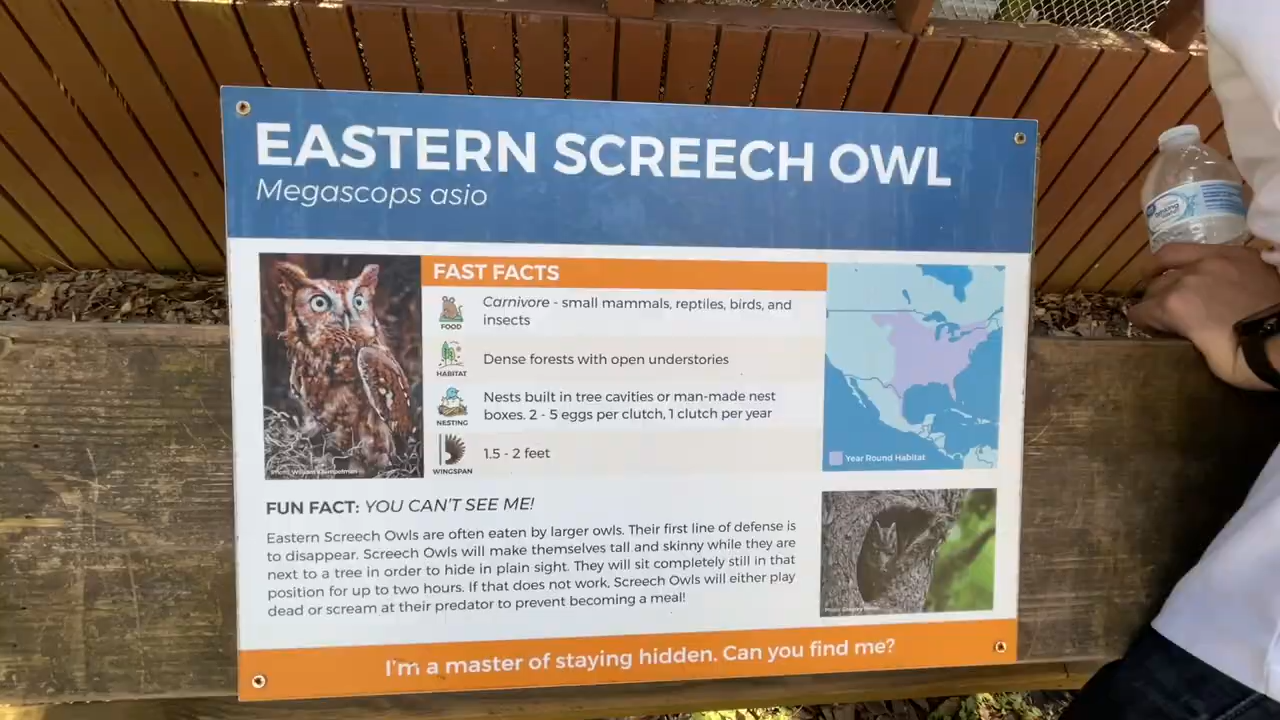 EASTERN SCREECH OWL
Megascops asio
FAST FACTS
FOOD
Carnivore - small mammals, reptiles, birds, and
insects
HABITAT
Dense forests with open understories
NESTING
Nests built in tree cavities or man-made nest
boxes. 2 - 5 eggs per clutch, 1 clutch per year
WINGSPAN
1.5 - 2 feet
Year Round Habitat
FUN FACT: YOU CAN'T SEE ME!
Eastern Screech Owls are often eaten by larger owls. Their first line of defense is
to disappear. Screech Owls will make themselves tall and skinny while they are
next to a tree in order to hide in plain sight. They will sit completely still in that
position for up to two hours. If that does not work, Screech Owls will either play
dead or scream at their predator to prevent becoming a meal!
I'm a master of staying hidden. Can you find me?